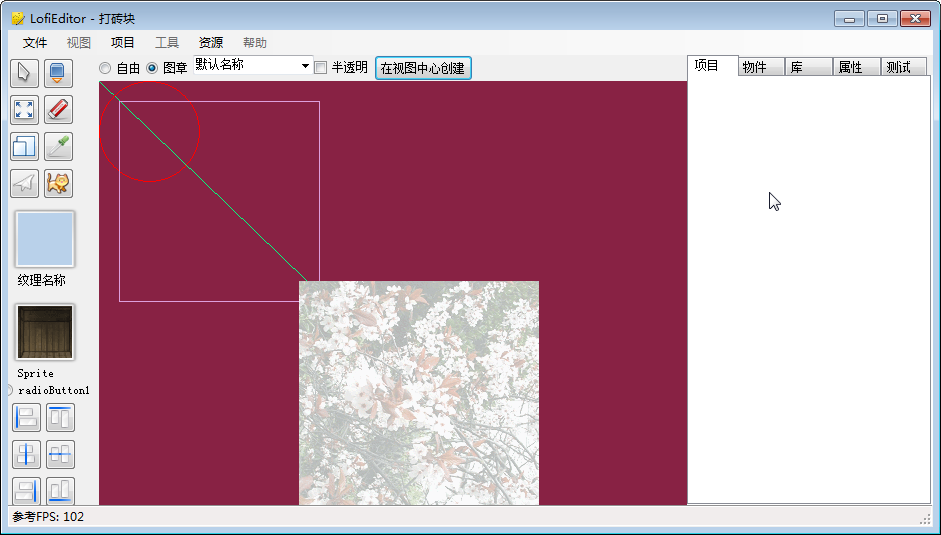 LofiEditor - 打砖块
文件 视图 项目 工具 资源 帮助
自由 图章 默认名称 半透明 在视图中心创建
项目 物件 库 属性 测试
纹理名称
Sprite
radioButton1
参考FPS: 102